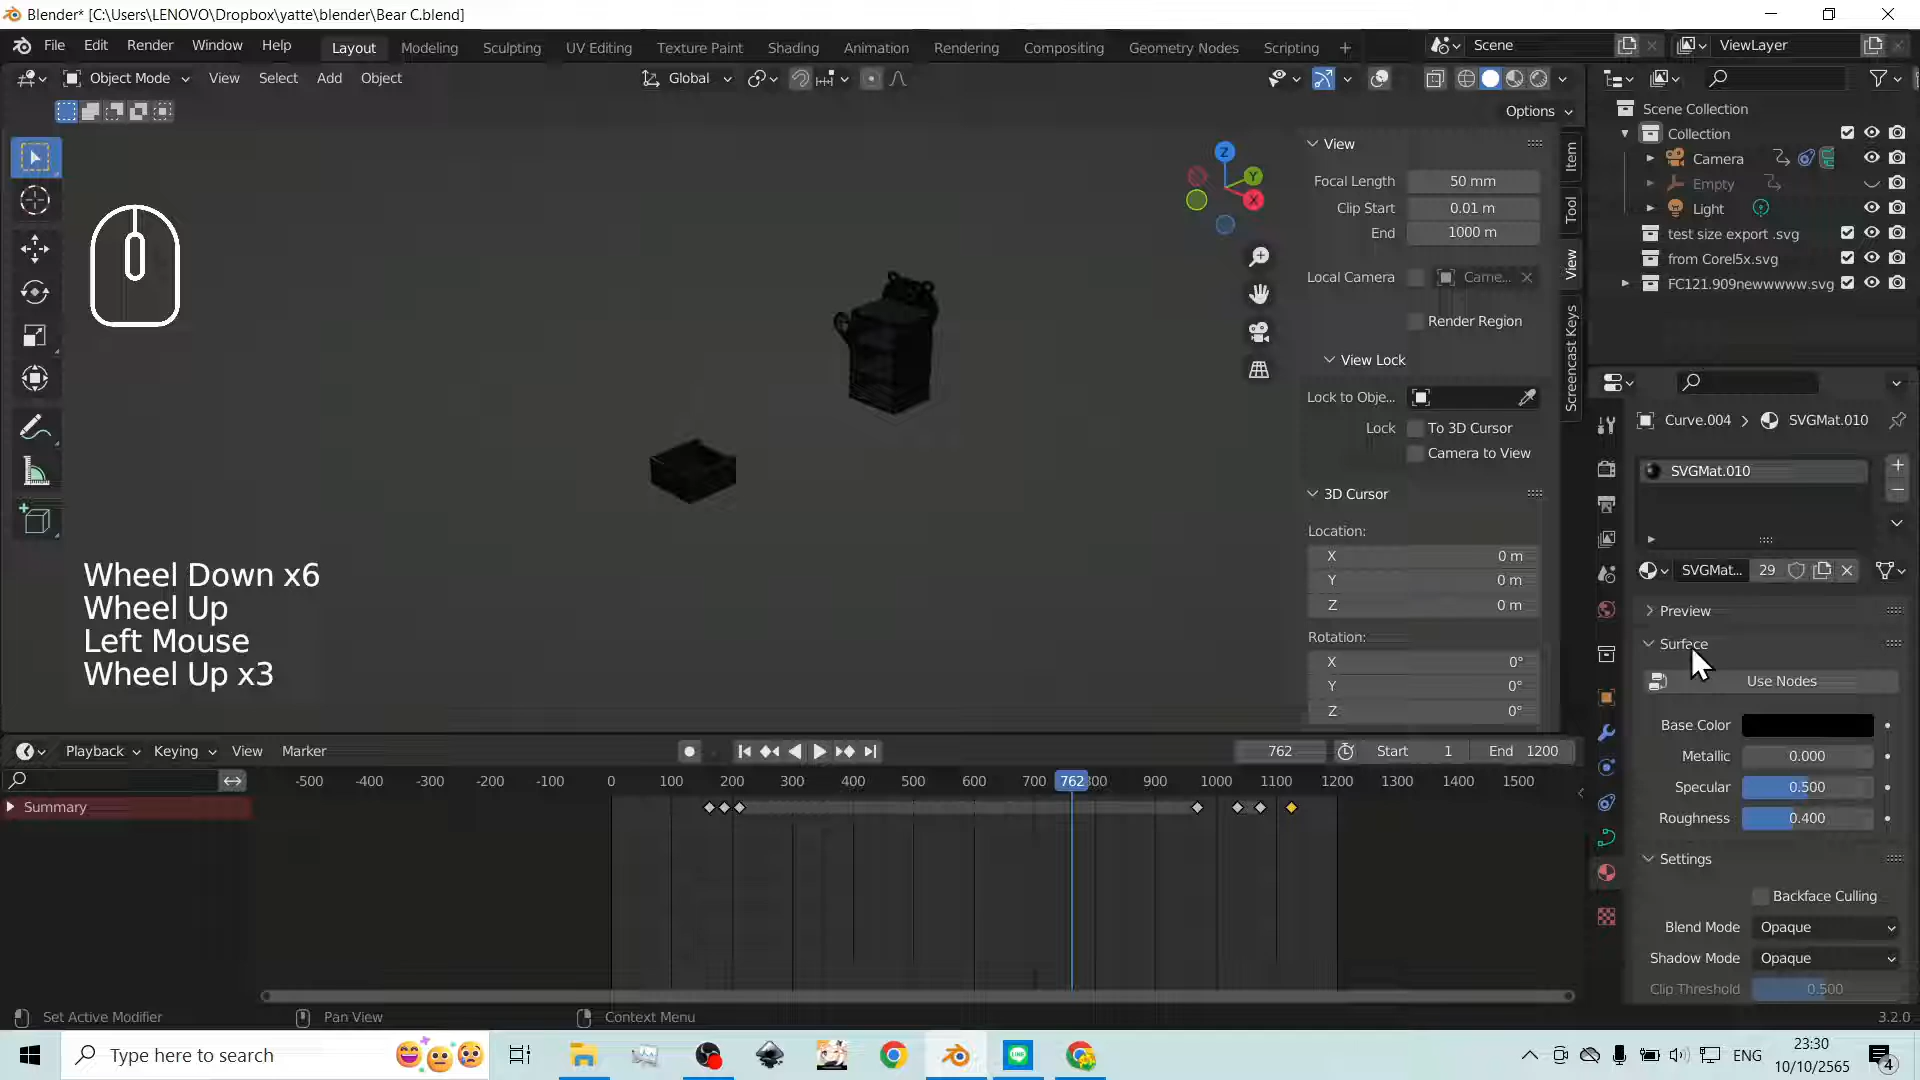 Blender* [C:\Users\LENOVO\Dropbox\yatte\blender\Bear C.blend]
File Edit Render Window Help Layout Modeling Sculpting UV Editing Texture Paint Shading Animation Rendering Compositing Geometry Nodes Scripting + Scene ViewLayer
Object Mode View Select Add Object Global
Options
Scene Collection
Collection
Camera
Empty
Light
test size export .svg
from Corel5x.svg
FC121.909newwwww.svg
Z
Y
X
View
Focal Length 50 mm
Clip Start 0.01 m
End 1000 m
Local Camera Came...
Render Region
View Lock
Lock to Obje...
Lock To 3D Cursor
Camera to View
3D Cursor
Location:
X 0 m
Y 0 m
Z 0 m
Rotation:
X 0°
Y 0°
Z 0°
Item
Tool
View
Screencast Keys
Wheel Down x6
Wheel Up
Left Mouse
Wheel Up x3
Curve.004 > SVGMat.010
SVGMat.010
SVGMat... 29
Preview
Surface
Use Nodes
Base Color
Metallic 0.000
Specular 0.500
Roughness 0.400
Settings
Backface Culling
Blend Mode Opaque
Shadow Mode Opaque
Clip Threshold 0.500
Playback Keying View Marker 762 Start 1 End 1200
-500 -400 -300 -200 -100 0 100 200 300 400 500 600 700 762 800 900 1000 1100 1200 1300 1400 1500
Summary
Set Active Modifier Pan View Context Menu 3.2.0
Type here to search
ENG
23:30
10/10/2565
4